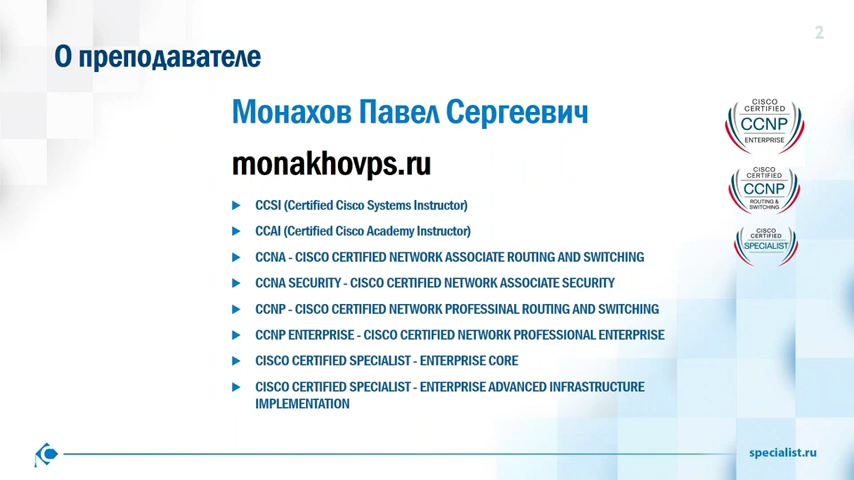 2
О преподавателе
Монахов Павел Сергеевич
monakhovps.ru
CCSI (Certified Cisco Systems Instructor)
CCAI (Certified Cisco Academy Instructor)
CCNA - CISCO CERTIFIED NETWORK ASSOCIATE ROUTING AND SWITCHING
CCNA SECURITY - CISCO CERTIFIED NETWORK ASSOCIATE SECURITY
CCNP - CISCO CERTIFIED NETWORK PROFESSINAL ROUTING AND SWITCHING
CCNP ENTERPRISE - CISCO CERTIFIED NETWORK PROFESSIONAL ENTERPRISE
CISCO CERTIFIED SPECIALIST - ENTERPRISE CORE
CISCO CERTIFIED SPECIALIST - ENTERPRISE ADVANCED INFRASTRUCTURE
IMPLEMENTATION
CISCO
CERTIFIED
CCNP
ENTERPRISE
CISCO
CERTIFIED
CCNP
ROUTING &
SWITCHING
CISCO
CERTIFIED
SPECIALIST
specialist.ru